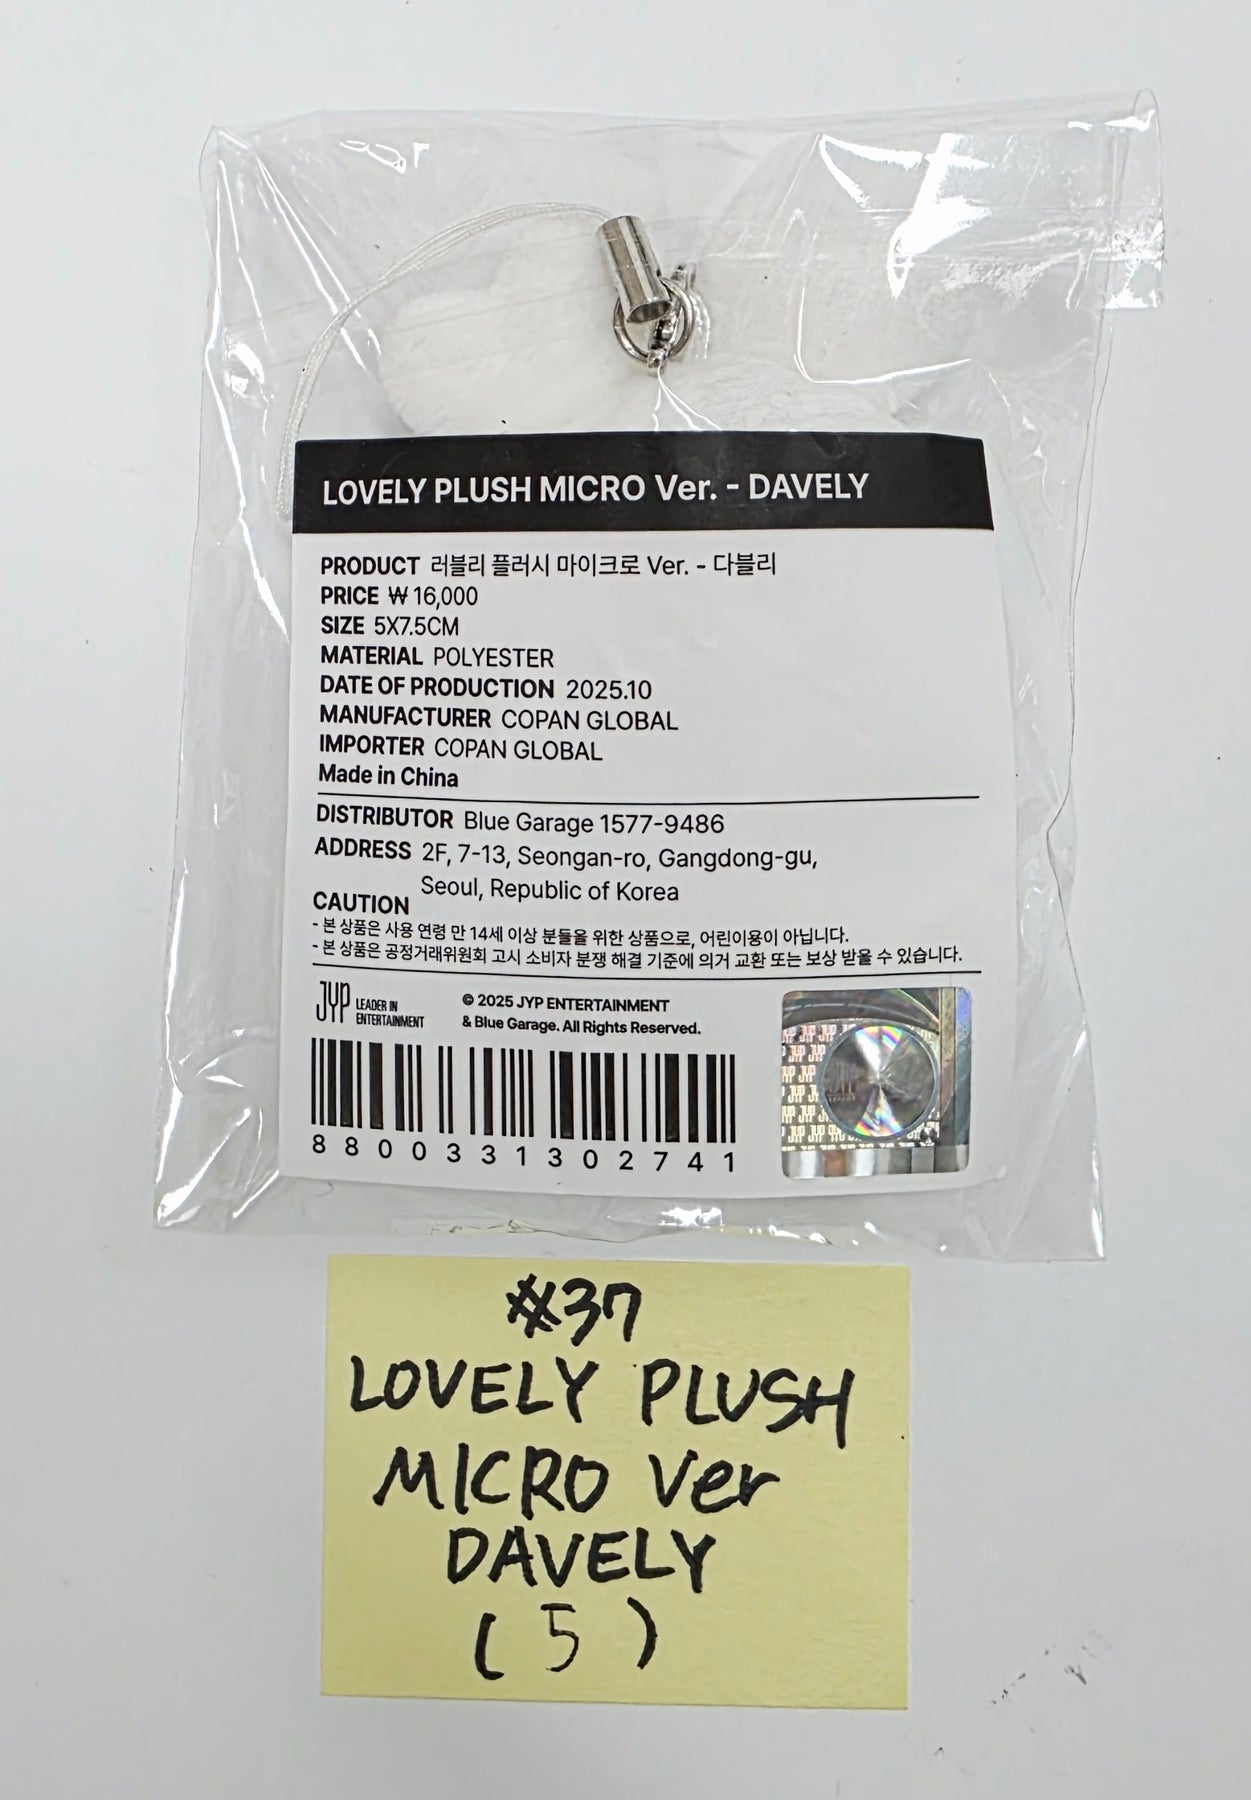 LOVELY PLUSH MICRO Ver. - DAVELY
PRODUCT 러블리 플러시 마이크로 Ver. - 다블리
PRICE ₩ 16,000
SIZE 5X7.5CM
MATERIAL POLYESTER
DATE OF PRODUCTION 2025.10
MANUFACTURER COPAN GLOBAL
IMPORTER COPAN GLOBAL
Made in China
DISTRIBUTOR Blue Garage 1577-9486
ADDRESS 2F, 7-13, Seongan-ro, Gangdong-gu,
Seoul, Republic of Korea
CAUTION
- 본 상품은 사용 연령 만 14세 이상 분들을 위한 상품으로, 어린이용이 아닙니다.
- 본 상품은 공정거래위원회 고시 소비자 분쟁 해결 기준에 의거 교환 또는 보상 받을 수 있습니다.
JYP LEADER IN
ENTERTAINMENT
© 2025 JYP ENTERTAINMENT
& Blue Garage. All Rights Reserved.
8800331302741
#37
LOVELY PLUSH
MICRO Ver
DAVELY
(5)